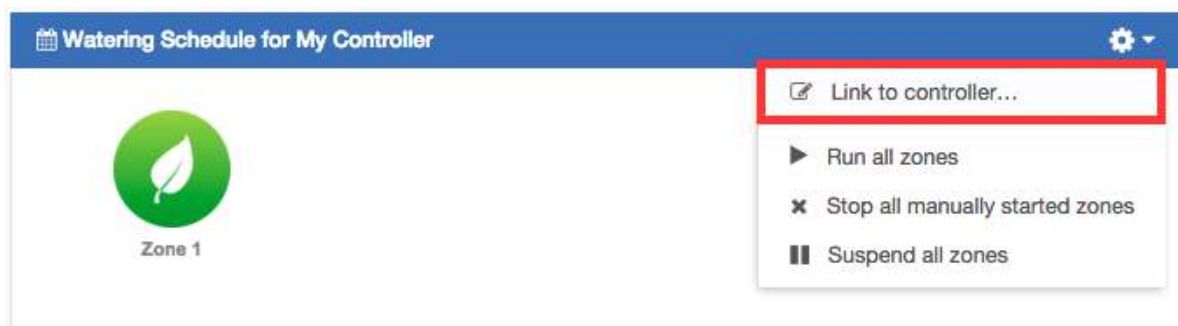 Watering Schedule for My Controller
Link to controller...
Run all zones
Stop all manually started zones
Suspend all zones
Zone 1